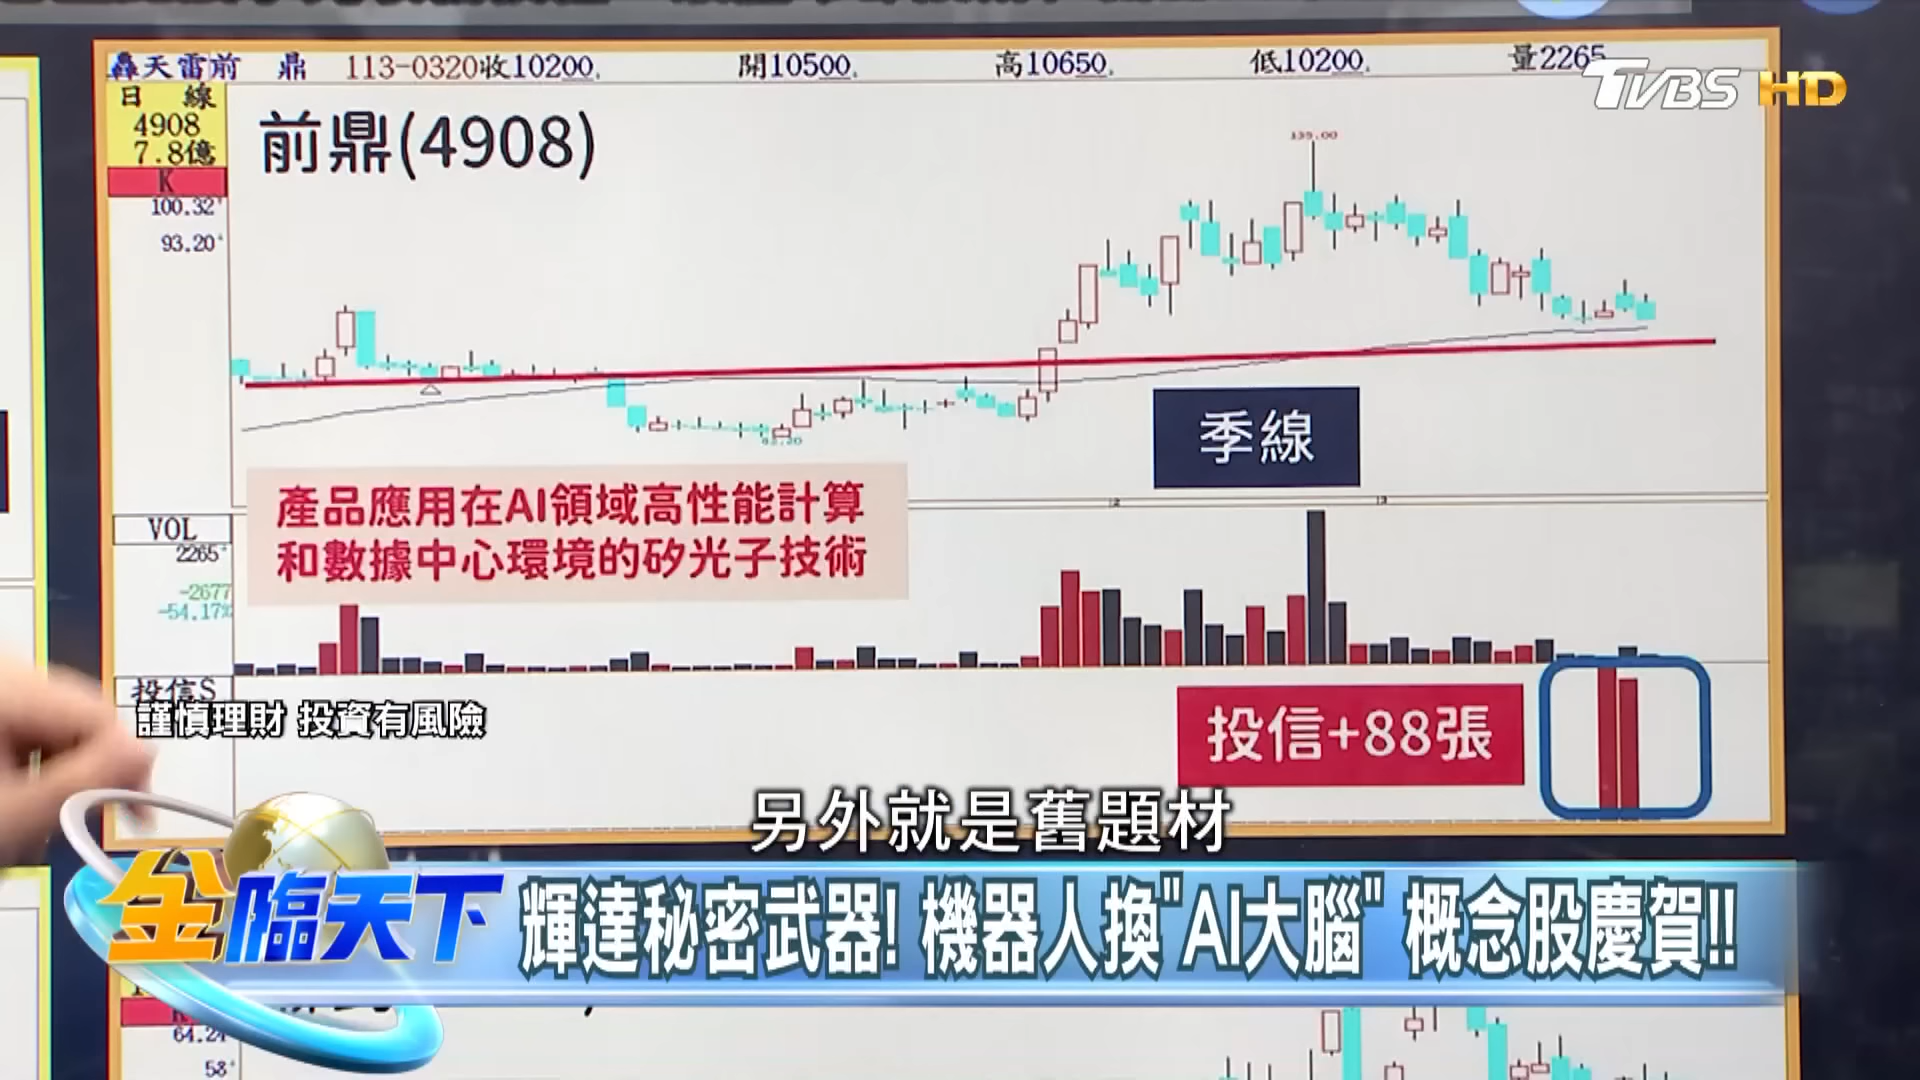 轟天雷前 鼎 113-0320收10200. 開10500. 高10650. 低10200. 量2265
TVBS HD
日 線
4908
7.8億
K
100.32
93.20
前鼎(4908)
139.00
季線
產品應用在AI領域高性能計算
和數據中心環境的矽光子技術
VOL
2265
-2677
-54.17%
投信S
謹慎理財 投資有風險
投信+88張
另外就是舊題材
金臨天下
輝達秘密武器! 機器人換"AI大腦" 概念股慶賀!!
64.24
58